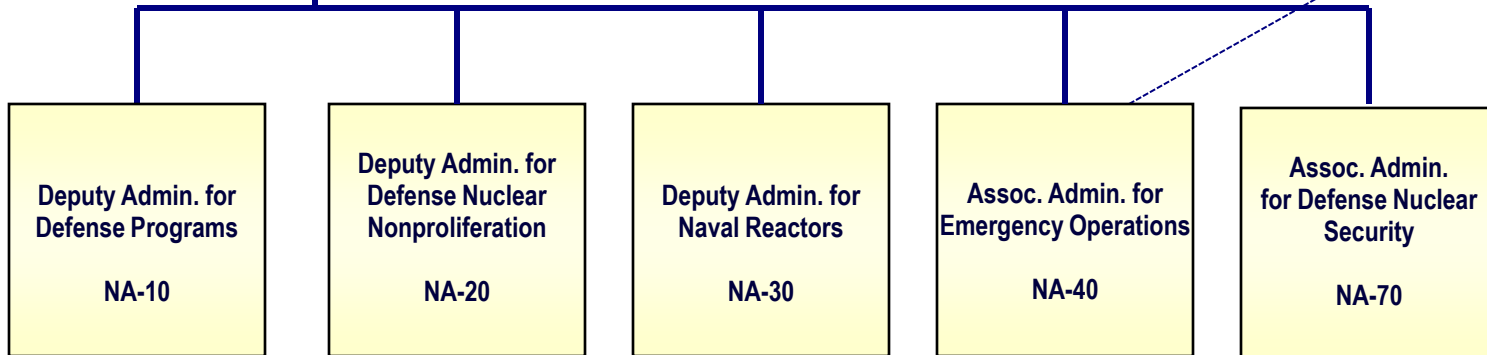 Deputy Admin. for
Defense Programs
NA-10
Deputy Admin. for
Defense Nuclear
Nonproliferation
NA-20
Deputy Admin. for
Naval Reactors
NA-30
Assoc. Admin. for
Emergency Operations
NA-40
Assoc. Admin.
for Defense Nuclear
Security
NA-70